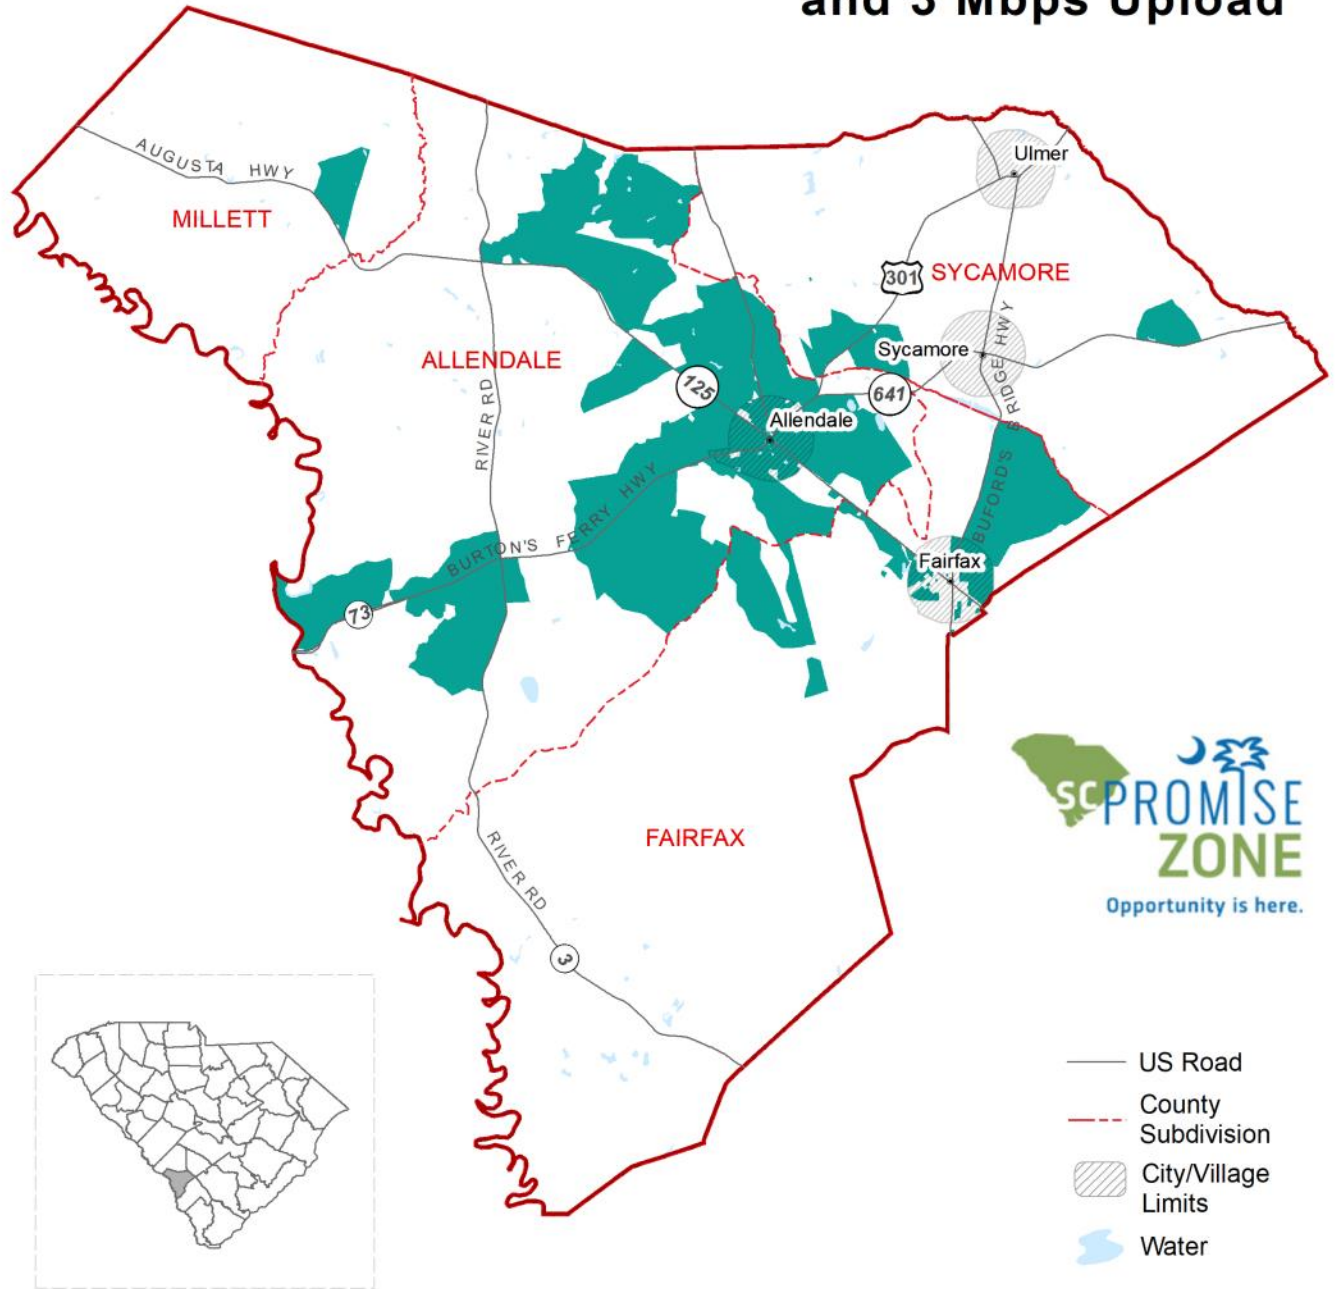 and 3 Mbps Upload
Ulmer
AUGUSTA HWY
MILLETT
301
SYCAMORE
Sycamore
ALLENDALE
125
641
RIVER RD
Allendale
BUFORD'S BRIDGE HWY
BURTON'S FERRY HWY
Fairfax
73
SC PROMISE
ZONE
Opportunity is here.
FAIRFAX
RIVER RD
3
US Road
County
Subdivision
City/Village
Limits
Water